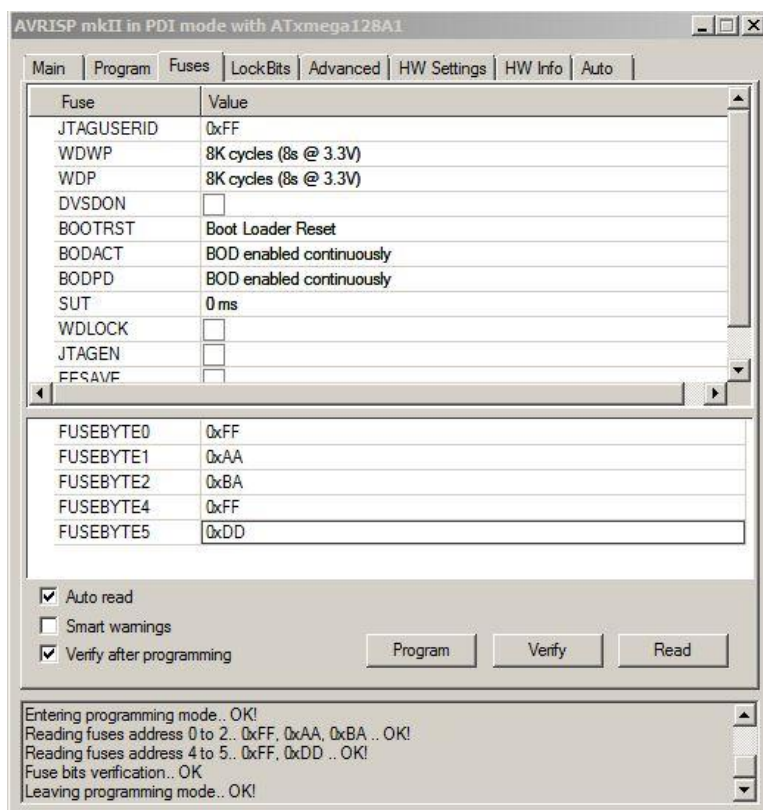 AVRISP mkII in PDI mode with ATxmega128A1
Main Program Fuses LockBits Advanced HW Settings HW Info Auto
Fuse Value
JTAGUSERID 0xFF
WDWP 8K cycles (8s @ 3.3V)
WDP 8K cycles (8s @ 3.3V)
DVSDON
BOOTRST Boot Loader Reset
BODACT BOD enabled continuously
BODPD BOD enabled continuously
SUT 0 ms
WDLOCK
JTAGEN
EESAVE
FUSEBYTE0 0xFF
FUSEBYTE1 0xAA
FUSEBYTE2 0xBA
FUSEBYTE4 0xFF
FUSEBYTE5 0xDD
Auto read
Smart warnings
Verify after programming
Program Verify Read
Entering programming mode.. OK!
Reading fuses address 0 to 2.. 0xFF, 0xAA, 0xBA .. OK!
Reading fuses address 4 to 5.. 0xFF, 0xDD .. OK!
Fuse bits verification.. OK
Leaving programming mode.. OK!